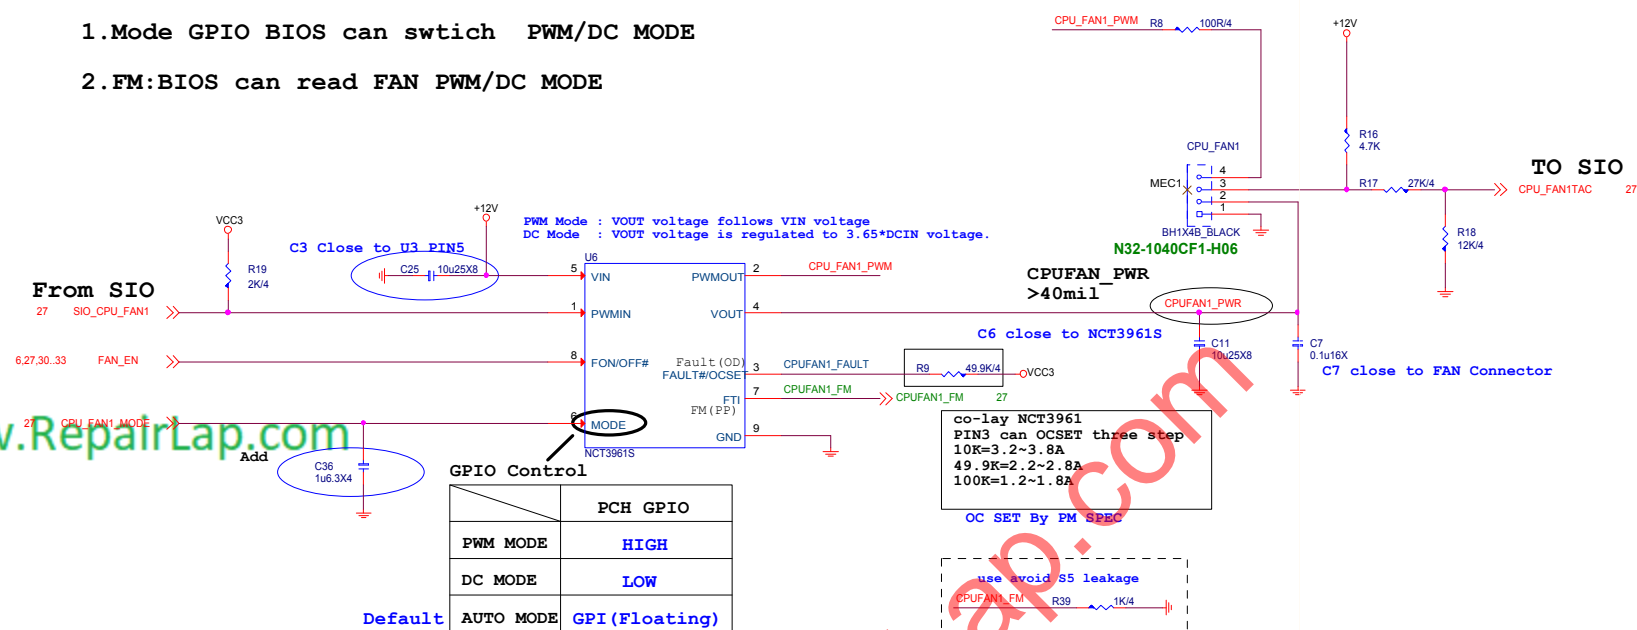 1.Mode GPIO BIOS can swtich PWM/DC MODE
2.FM:BIOS can read FAN PWM/DC MODE
CPU_FAN1_PWM R8 100R/4
+12V
R16
4.7K
CPU_FAN1
MEC1
4
3
2
1
BH1X4B_BLACK
N32-1040CF1-H06
R17 27K/4
TO SIO
CPU_FAN1TAC 27
R18
12K/4
VCC3
R19
2K/4
+12V
C3 Close to U3 PIN5
C25 10u25X8
PWM Mode : VOUT voltage follows VIN voltage
DC Mode : VOUT voltage is regulated to 3.65*DCIN voltage.
From SIO
27 SIO_CPU_FAN1
6,27,30..33 FAN_EN
27 CPU_FAN1_MODE
w.RepairLap.com
Add
C36
1u6.3X4
U6
5 VIN
1 PWMIN
8 FON/OFF#
6 MODE
PWMOUT 2 CPU_FAN1_PWM
VOUT 4
Fault(OD)
FAULT#/OCSET 3 CPUFAN1_FAULT
FTI 7 CPUFAN1_FM
FM(PP)
GND 9
NCT3961S
R9 49.9K/4 VCC3
CPUFAN1_FM 27
CPUFAN_PWR
>40mil
CPUFAN1_PWR
C6 close to NCT3961S
C11
10u25X8
C7
0.1u16X
C7 close to FAN Connector
co-lay NCT3961
PIN3 can OCSET three step
10K=3.2~3.8A
49.9K=2.2~2.8A
100K=1.2~1.8A
OC SET By PM SPEC
GPIO Control
PCH GPIO
PWM MODE HIGH
DC MODE LOW
Default AUTO MODE GPI(Floating)
use avoid S5 leakage
CPUFAN1_FM R39 1K/4
ap.com